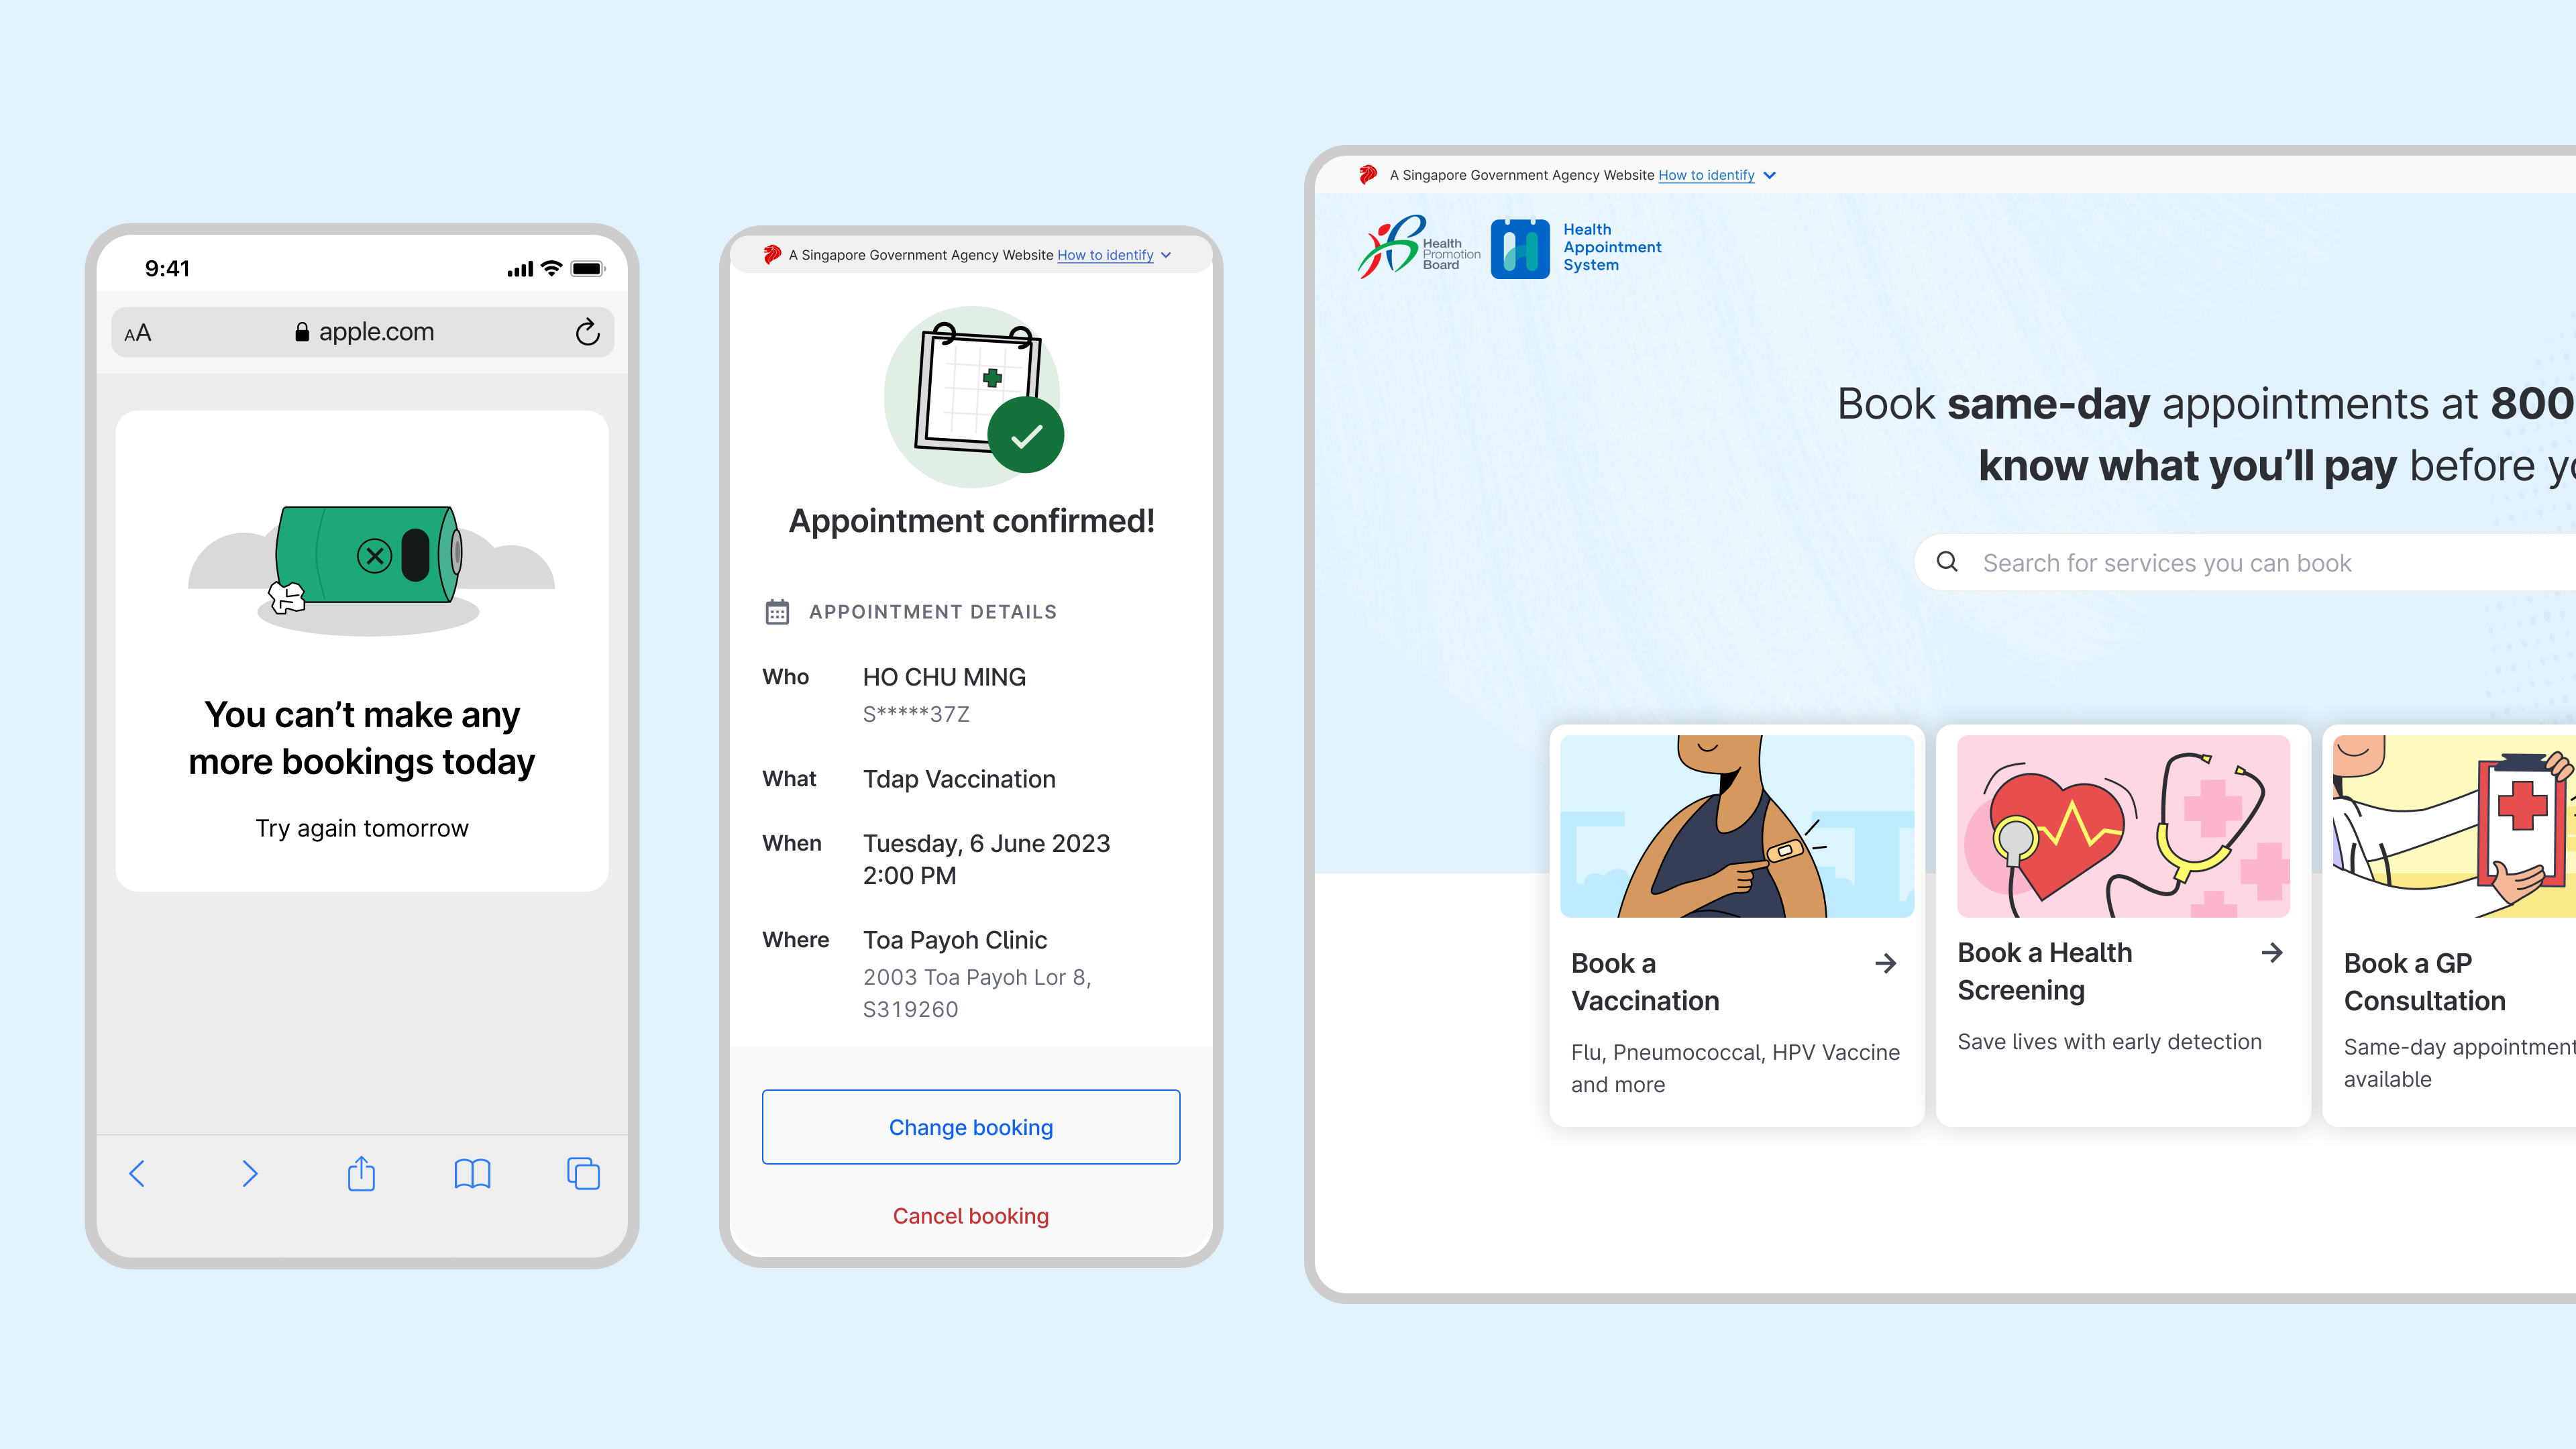 9:41
AA
apple.com
You can’t make any
more bookings today
Try again tomorrow
A Singapore Government Agency Website How to identify
Appointment confirmed!
APPOINTMENT DETAILS
Who
HO CHU MING
S*****37Z
What
Tdap Vaccination
When
Tuesday, 6 June 2023
2:00 PM
Where
Toa Payoh Clinic
2003 Toa Payoh Lor 8,
S319260
Change booking
Cancel booking
A Singapore Government Agency Website How to identify
Health
Promotion
Board
Health
Appointment
System
Book same-day appointments at 800
know what you’ll pay before yo
Search for services you can book
Book a
Vaccination
Flu, Pneumococcal, HPV Vaccine
and more
Book a Health
Screening
Save lives with early detection
Book a GP
Consultation
Same-day appointment
available